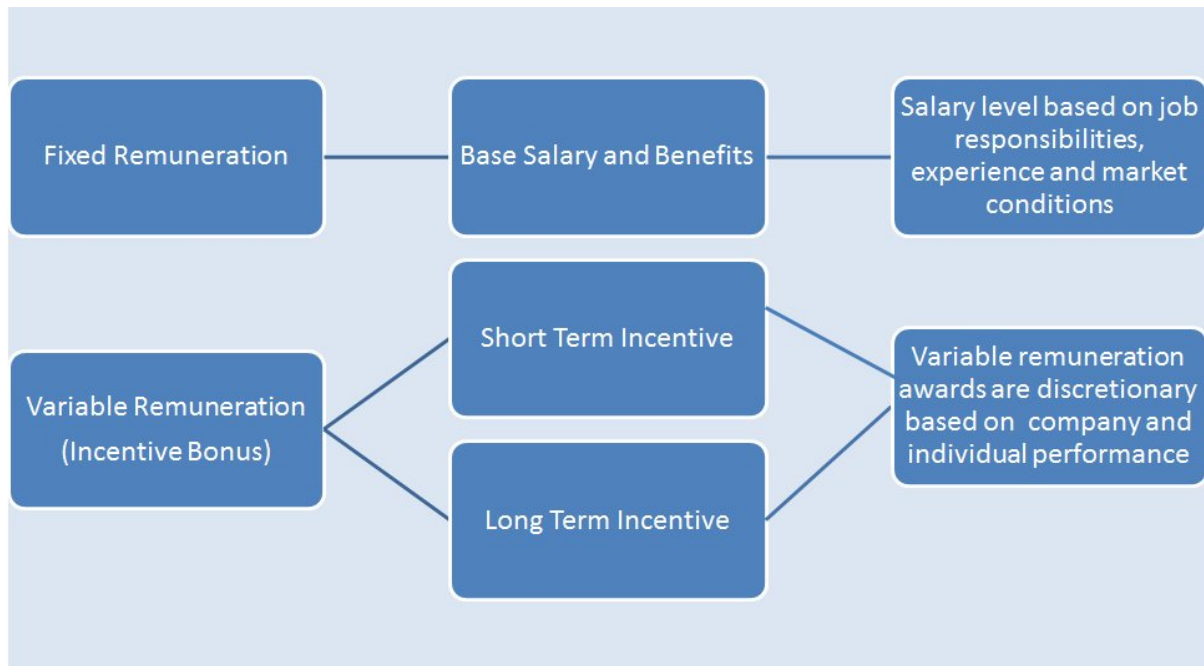 Fixed Remuneration
Base Salary and Benefits
Salary level based on job
responsibilities,
experience and market
conditions
Variable Remuneration
(Incentive Bonus)
Short Term Incentive
Long Term Incentive
Variable remuneration
awards are discretionary
based on  company and
individual performance